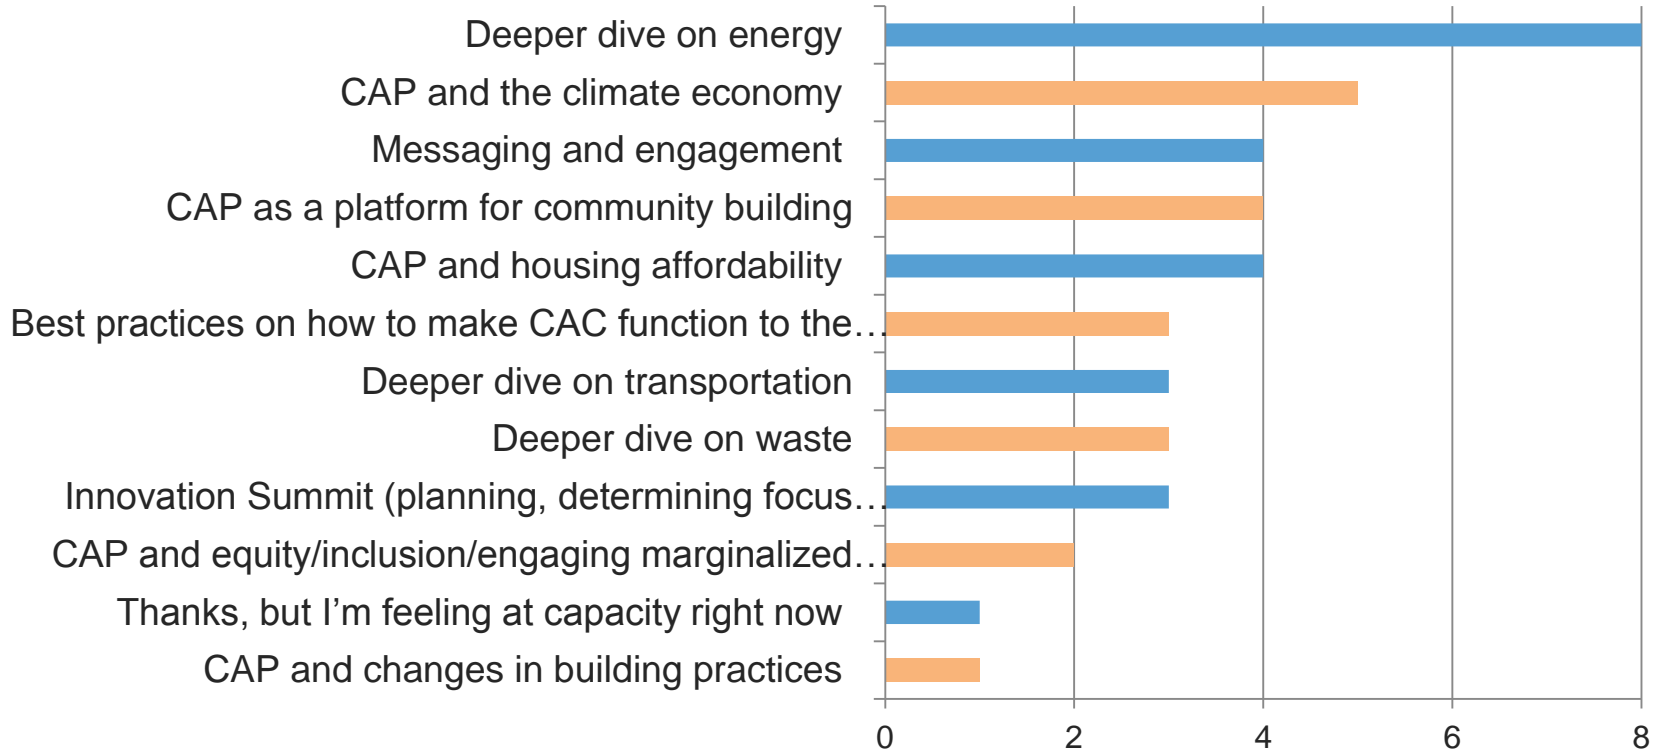 Deeper dive on energy
CAP and the climate economy
Messaging and engagement
CAP as a platform for community building
CAP and housing affordability
Best practices on how to make CAC function to the…
Deeper dive on transportation
Deeper dive on waste
Innovation Summit (planning, determining focus…
CAP and equity/inclusion/engaging marginalized…
Thanks, but I’m feeling at capacity right now
CAP and changes in building practices
0 2 4 6 8